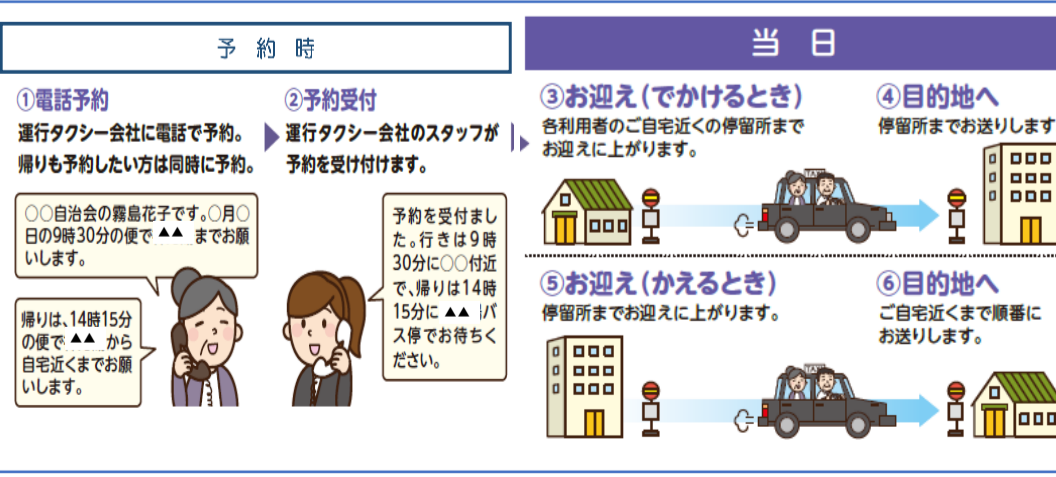 予約時
①電話予約
運行タクシー会社に電話で予約。
帰りも予約したい方は同時に予約。
○○自治会の霧島花子です。○月○
日の9時30分の便で▲▲までお願
いします。
帰りは、14時15分
の便で▲▲から
自宅近くまでお願
いします。
②予約受付
運行タクシー会社のスタッフが
予約を受け付けます。
予約を受付まし
た。行きは9時
30分に○○付近
で、帰りは14時
15分に▲▲バ
ス停でお待ちく
ださい。
当日
③お迎え(でかけるとき)
各利用者のご自宅近くの停留所まで
お迎えに上がります。
TAXI
④目的地へ
停留所までお送りします
⑤お迎え(かえるとき)
停留所までお迎えに上がります。
TAXI
⑥目的地へ
ご自宅近くまで順番に
お送りします。